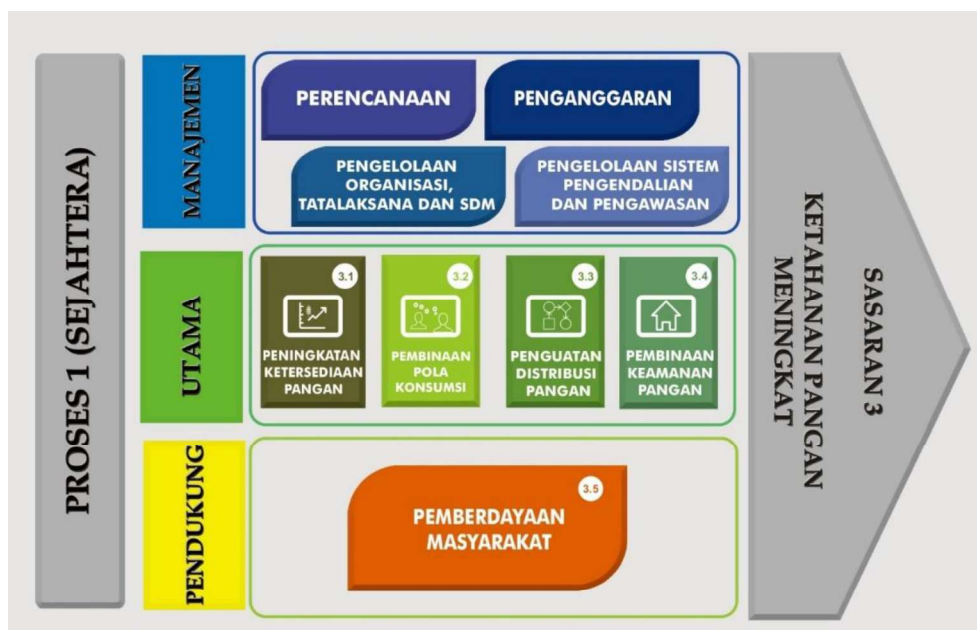 PROSES 1 (SEJAHTERA)
MANAJEMEN
PERENCANAAN
PENGANGGARAN
PENGELOLAAN
ORGANISASI,
TATALAKSANA DAN SDM
PENGELOLAAN SISTEM
PENGENDALIAN
DAN PENGAWASAN
UTAMA
3.1
PENINGKATAN
KETERSEDIAAN
PANGAN
3.2
PEMBINAAN
POLA
KONSUMSI
3.3
PENGUATAN
DISTRIBUSI
PANGAN
3.4
PEMBINAAN
KEAMANAN
PANGAN
PENDUKUNG
3.5
PEMBERDAYAAN
MASYARAKAT
SASARAN 3
KETAHANAN PANGAN
MENINGKAT